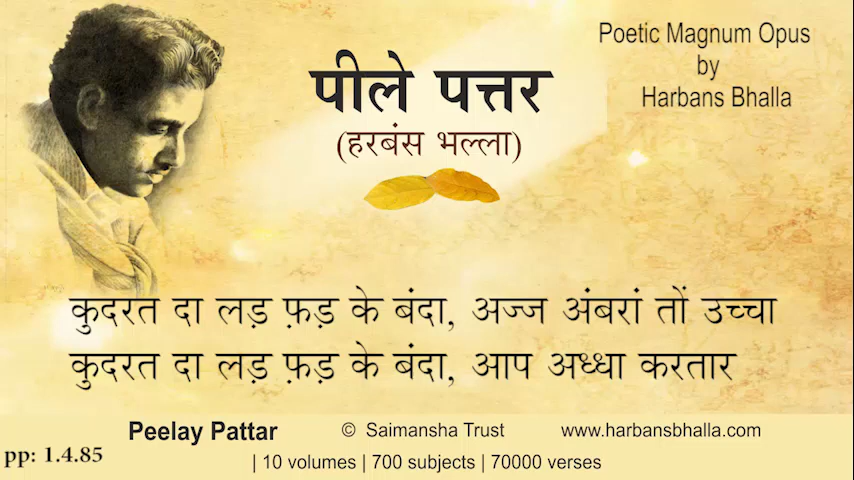 पीले पत्तर
(हरबंस भल्ला)
Poetic Magnum Opus
by
Harbans Bhalla
कुदरत दा लड़ फ़ड़ के बंदा, अज्ज अंबरां तों उच्चा
कुदरत दा लड़ फ़ड़ के बंदा, आप अध्धा करतार
Peelay Pattar © Saimansha Trust www.harbansbhalla.com
pp: 1.4.85
| 10 volumes | 700 subjects | 70000 verses